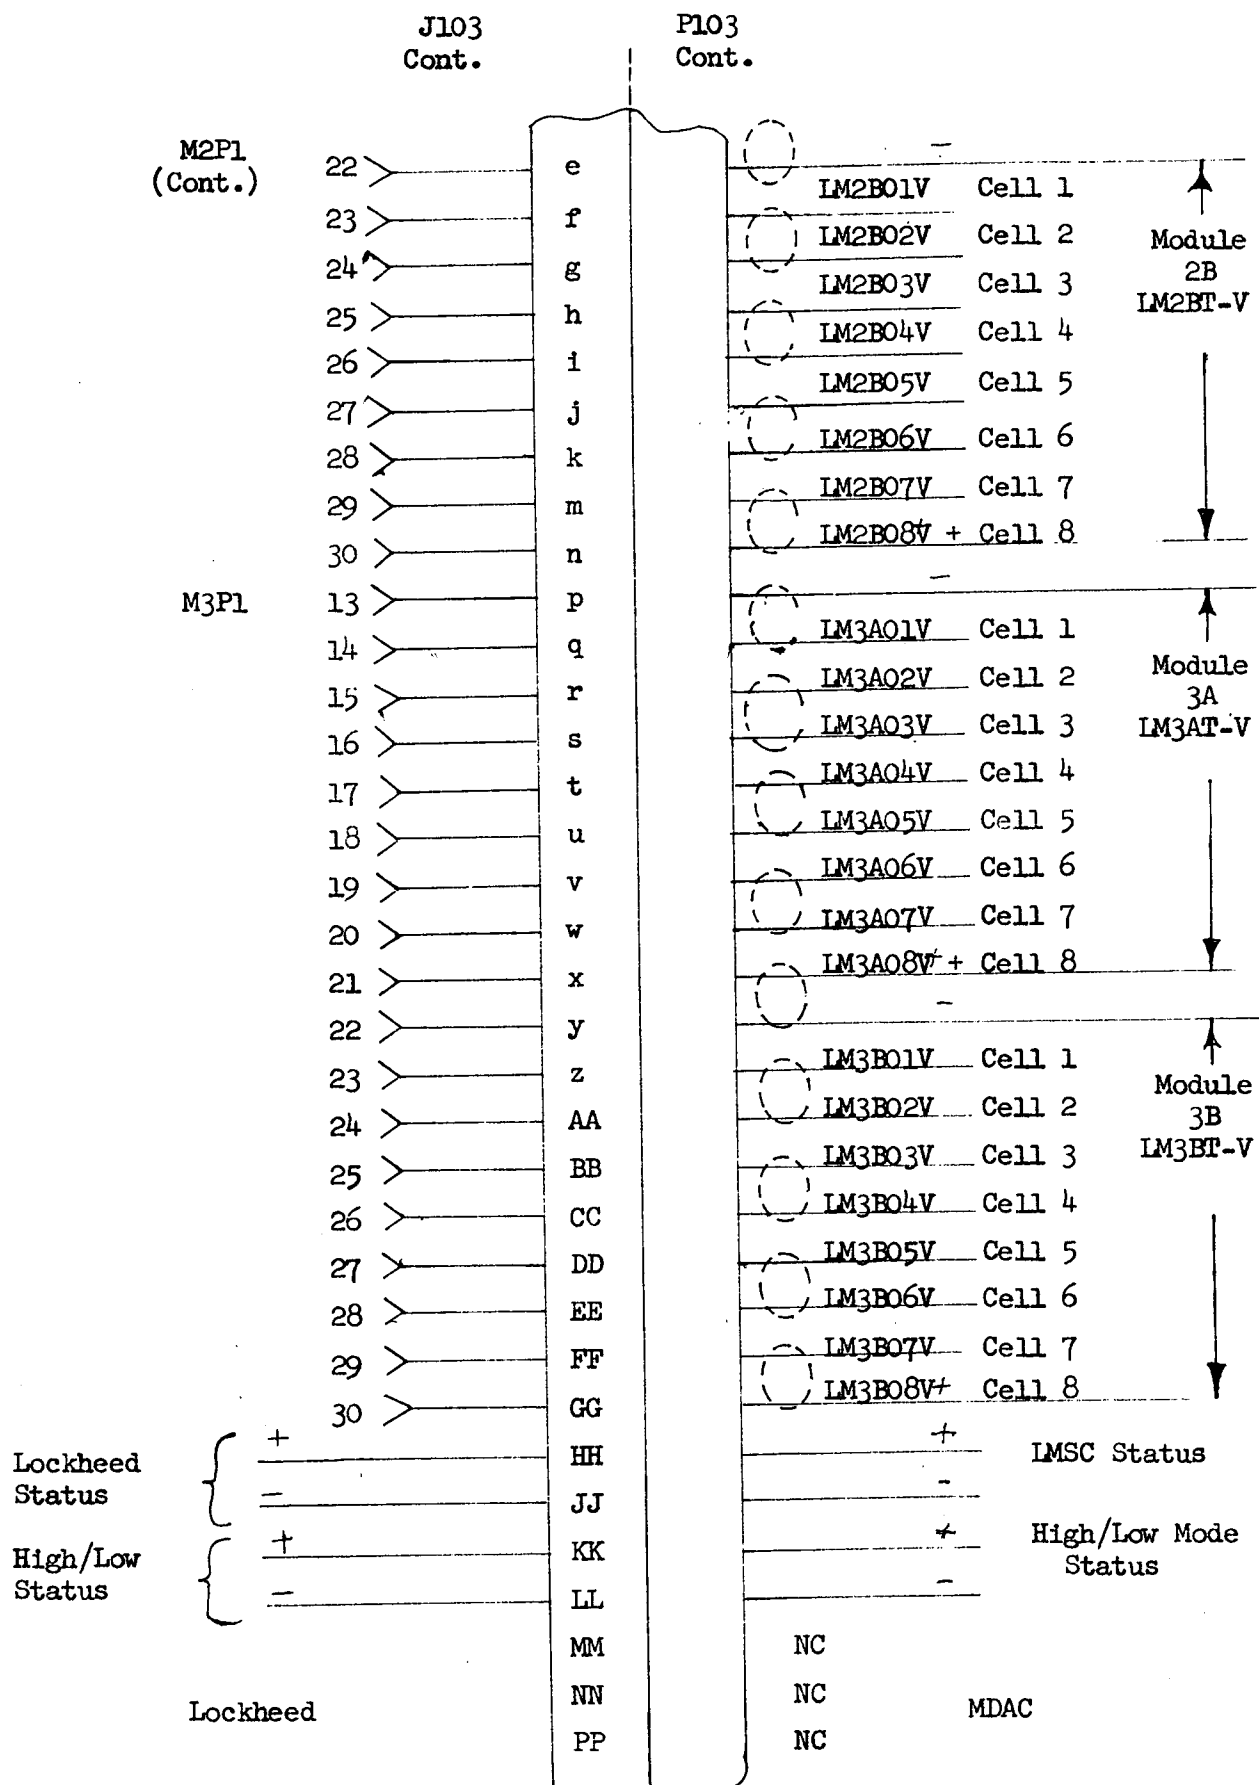 J103 P103
Cont. Cont.
M2P1
(Cont.)
22 e -
LM2B01V Cell 1
23 f
LM2B02V Cell 2
24 g
LM2B03V Cell 3
25 h
LM2B04V Cell 4
26 i
LM2B05V Cell 5
27 j
LM2B06V Cell 6
28 k
LM2B07V Cell 7
29 m
LM2B08V + + Cell 8
30 n
Module
2B
LM2BT-V
-
M3P1 13 p
LM3A01V Cell 1
14 q
LM3A02V Cell 2
15 r
LM3A03V Cell 3
16 s
LM3A04V Cell 4
17 t
LM3A05V Cell 5
18 u
LM3A06V Cell 6
19 v
LM3A07V Cell 7
20 w
LM3A08V + + Cell 8
21 x
Module
3A
LM3AT-V
-
22 y
LM3B01V Cell 1
23 z
LM3B02V Cell 2
24 AA
LM3B03V Cell 3
25 BB
LM3B04V Cell 4
26 CC
LM3B05V Cell 5
27 DD
LM3B06V Cell 6
28 EE
LM3B07V Cell 7
29 FF
LM3B08V+ Cell 8
30 GG
Module
3B
LM3BT-V
Lockheed
Status
+ HH + LMSC Status
- JJ -
High/Low
Status
+ KK + High/Low Mode
Status
- LL -
MM NC
NN NC
Lockheed MDAC
PP NC